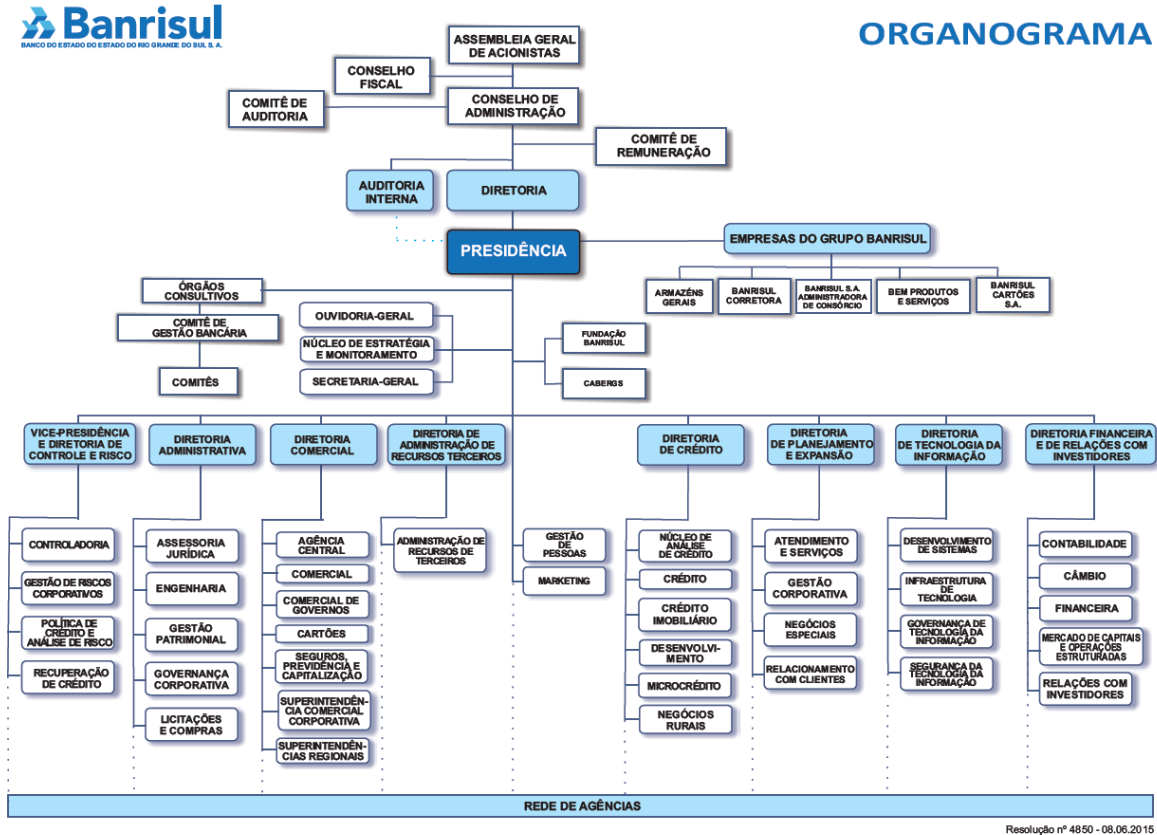 Banrisul
BANCO DO ESTADO DO ESTADO DO RIO GRANDE DO SUL S. A.
ORGANOGRAMA
ASSEMBLEIA GERAL
DE ACIONISTAS
CONSELHO
FISCAL
COMITÊ DE
AUDITORIA
CONSELHO DE
ADMINISTRAÇÃO
COMITÊ DE
REMUNERAÇÃO
AUDITORIA
INTERNA
DIRETORIA
PRESIDÊNCIA
EMPRESAS DO GRUPO BANRISUL
ARMAZÉNS
GERAIS
BANRISUL
CORRETORA
BANRISUL S.A.
ADMINISTRADORA
DE CONSÓRCIO
BEM PRODUTOS
E SERVIÇOS
BANRISUL
CARTÕES
S.A.
ÓRGÃOS
CONSULTIVOS
COMITÊ DE
GESTÃO BANCÁRIA
COMITÊS
OUVIDORIA-GERAL
NÚCLEO DE ESTRATÉGIA
E MONITORAMENTO
SECRETARIA-GERAL
FUNDAÇÃO
BANRISUL
CABERGS
VICE-PRESIDÊNCIA
E DIRETORIA DE
CONTROLE E RISCO
DIRETORIA
ADMINISTRATIVA
DIRETORIA
COMERCIAL
DIRETORIA DE
ADMINISTRAÇÃO DE
RECURSOS TERCEIROS
DIRETORIA
DE CRÉDITO
DIRETORIA
DE PLANEJAMENTO
E EXPANSÃO
DIRETORIA
DE TECNOLOGIA DA
INFORMAÇÃO
DIRETORIA FINANCEIRA
E DE RELAÇÕES COM
INVESTIDORES
CONTROLADORIA
GESTÃO DE RISCOS
CORPORATIVOS
POLÍTICA DE
CRÉDITO E
ANÁLISE DE RISCO
RECUPERAÇÃO
DE CRÉDITO
ASSESSORIA
JURÍDICA
ENGENHARIA
GESTÃO
PATRIMONIAL
GOVERNANÇA
CORPORATIVA
LICITAÇÕES
E COMPRAS
AGÊNCIA
CENTRAL
COMERCIAL
COMERCIAL DE
GOVERNOS
CARTÕES
SEGUROS,
PREVIDÊNCIA E
CAPITALIZAÇÃO
SUPERINTENDÊN-
CIA COMERCIAL
CORPORATIVA
SUPERINTENDÊN-
CIAS REGIONAIS
ADMINISTRAÇÃO DE
RECURSOS DE
TERCEIROS
GESTÃO
DE
PESSOAS
MARKETING
NÚCLEO DE
ANÁLISE
DE CRÉDITO
CRÉDITO
CRÉDITO
IMOBILIÁRIO
DESENVOLVI-
MENTO
MICROCRÉDITO
NEGÓCIOS
RURAIS
ATENDIMENTO
E SERVIÇOS
GESTÃO
CORPORATIVA
NEGÓCIOS
ESPECIAIS
RELACIONAMENTO
COM CLIENTES
DESENVOLVIMENTO
DE SISTEMAS
INFRAESTRUTURA
DE
TECNOLOGIA
GOVERNANÇA DE
TECNOLOGIA DA
INFORMAÇÃO
SEGURANÇA DA
TECNOLOGIA DA
INFORMAÇÃO
CONTABILIDADE
CÂMBIO
FINANCEIRA
MERCADO DE CAPITAIS
E OPERAÇÕES
ESTRUTURADAS
RELAÇÕES COM
INVESTIDORES
REDE DE AGÊNCIAS
Resolução nº 4850 - 08.06.2015